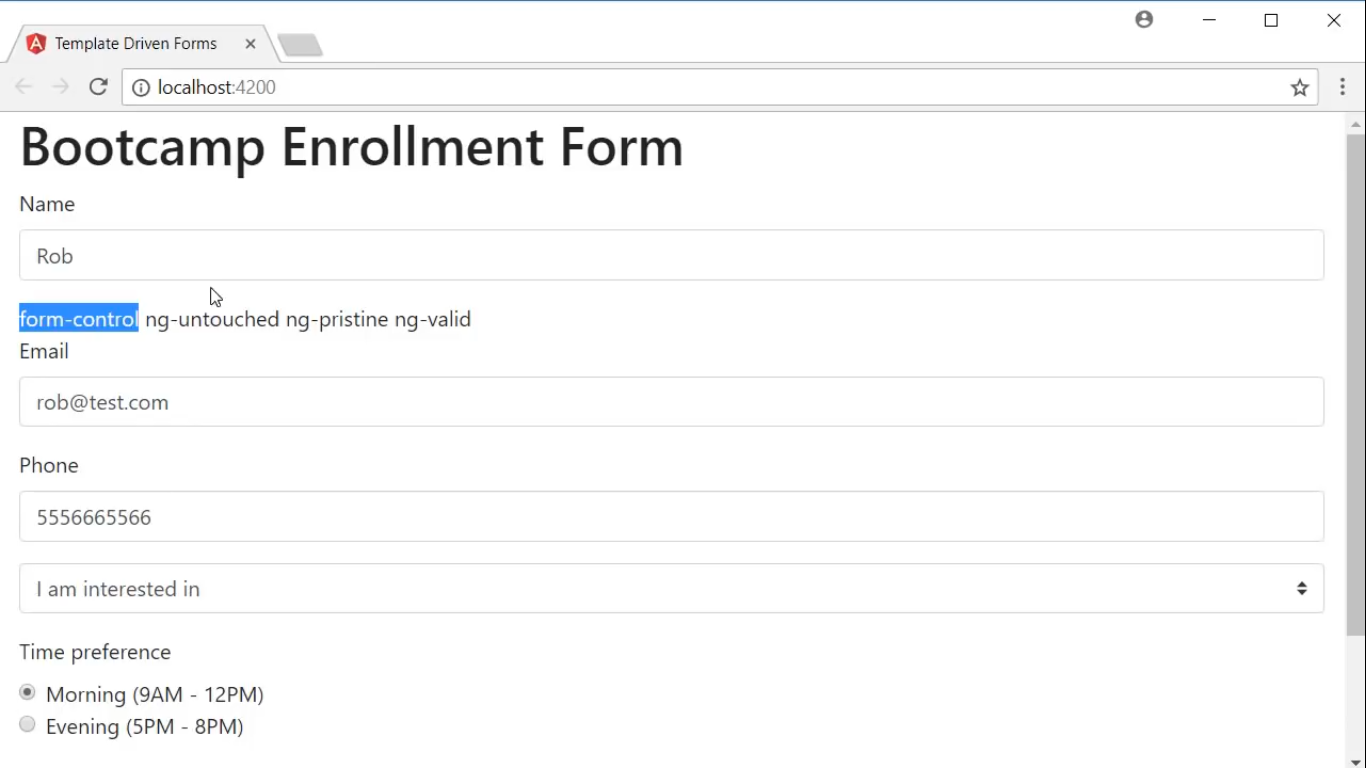 Template Driven Forms
localhost:4200
Bootcamp Enrollment Form
Name
Rob
form-control ng-untouched ng-pristine ng-valid
Email
rob@test.com
Phone
5556665566
I am interested in
Time preference
Morning (9AM - 12PM)
Evening (5PM - 8PM)